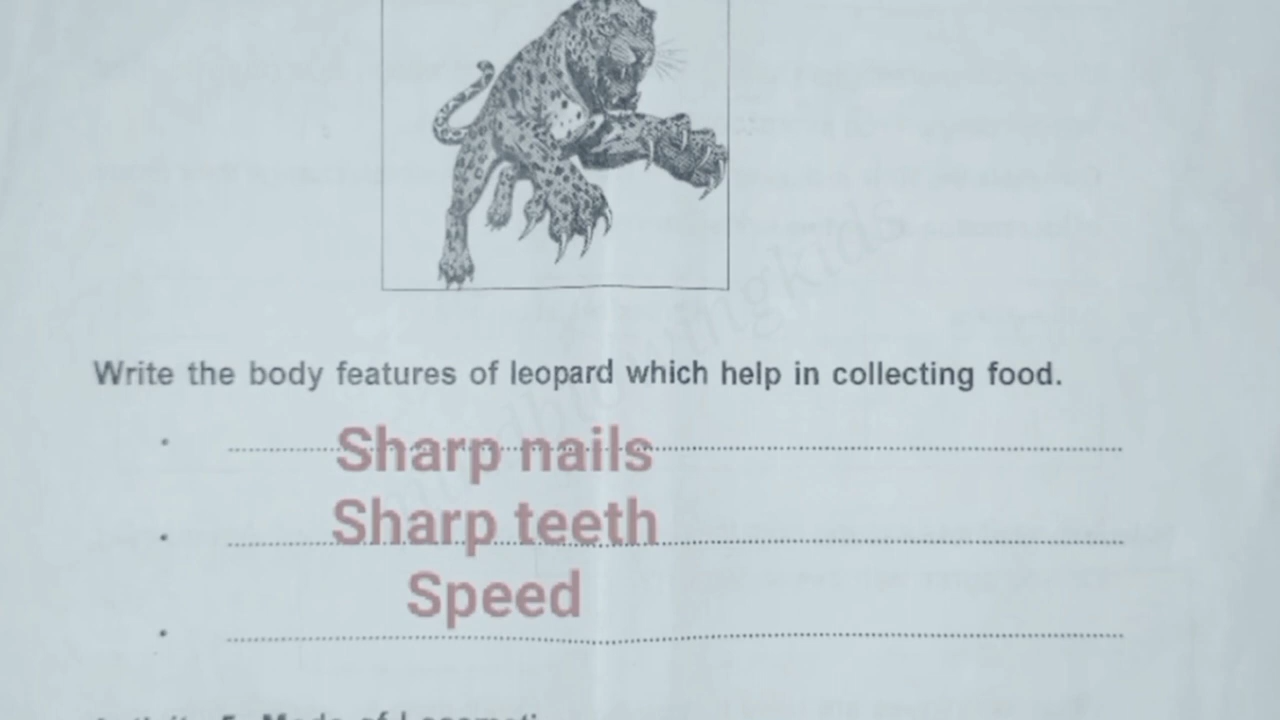 Write the body features of leopard which help in collecting food.
Sharp nails
Sharp teeth
Speed